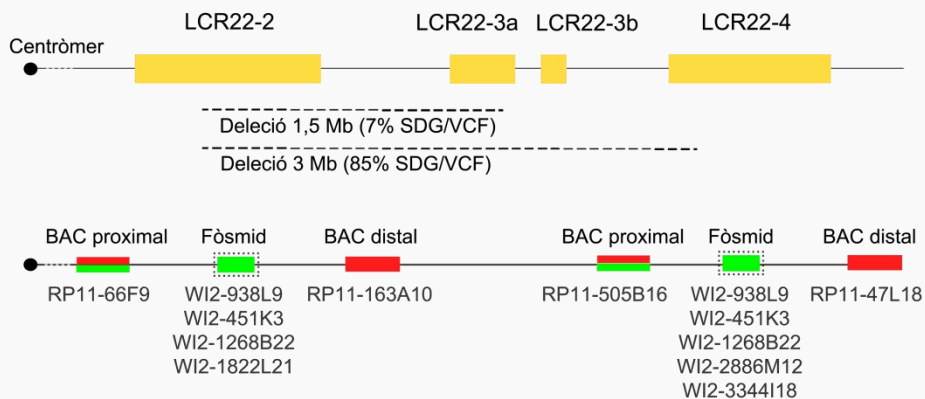 LCR22-2
LCR22-3a
LCR22-3b
LCR22-4
Centròmer
Deleció 1,5 Mb (7% SDG/VCF)
Deleció 3 Mb (85% SDG/VCF)
BAC proximal
Fòsmid
BAC distal
BAC proximal
Fòsmid
BAC distal
RP11-66F9
WI2-938L9
WI2-451K3
WI2-1268B22
WI2-1822L21
RP11-163A10
RP11-505B16
WI2-938L9
WI2-451K3
WI2-1268B22
WI2-2886M12
WI2-3344I18
RP11-47L18